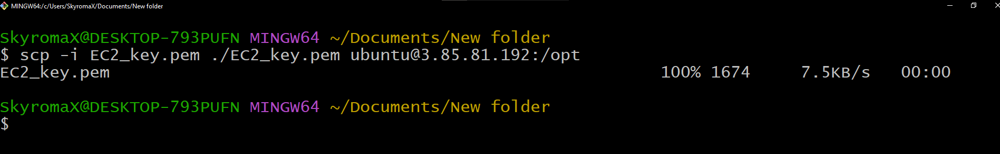 MINGW64:/c/Users/SkyromaX/Documents/New folder
SkyromaX@DESKTOP-793PUFN MINGW64 ~/Documents/New folder
$ scp -i EC2_key.pem ./EC2_key.pem ubuntu@3.85.81.192:/opt
EC2_key.pem 100% 1674 7.5KB/s 00:00
SkyromaX@DESKTOP-793PUFN MINGW64 ~/Documents/New folder
$